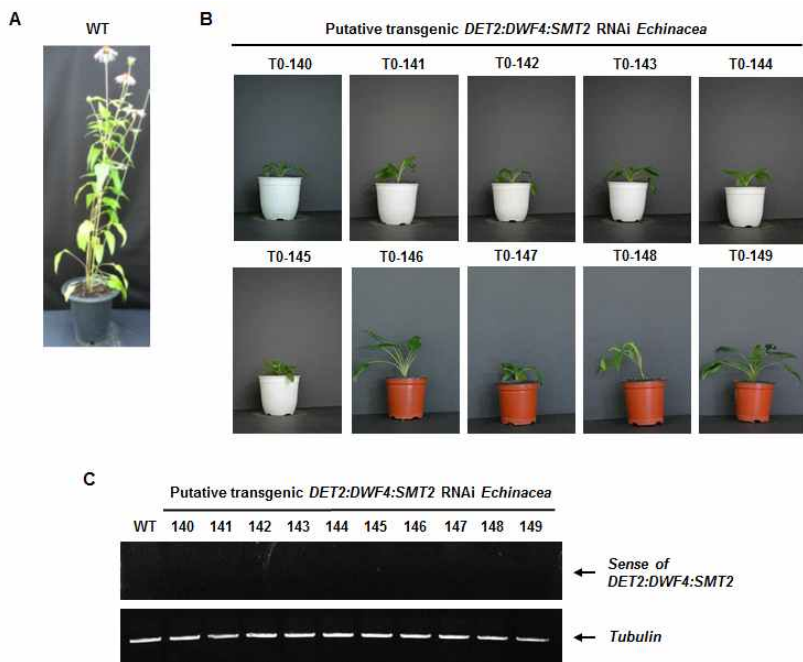 A
WT
B
Putative transgenic DET2:DWF4:SMT2 RNAi Echinacea
T0-140 T0-141 T0-142 T0-143 T0-144
T0-145 T0-146 T0-147 T0-148 T0-149
C
Putative transgenic DET2:DWF4:SMT2 RNAi Echinacea
WT 140 141 142 143 144 145 146 147 148 149
Sense of
DET2:DWF4:SMT2
Tubulin